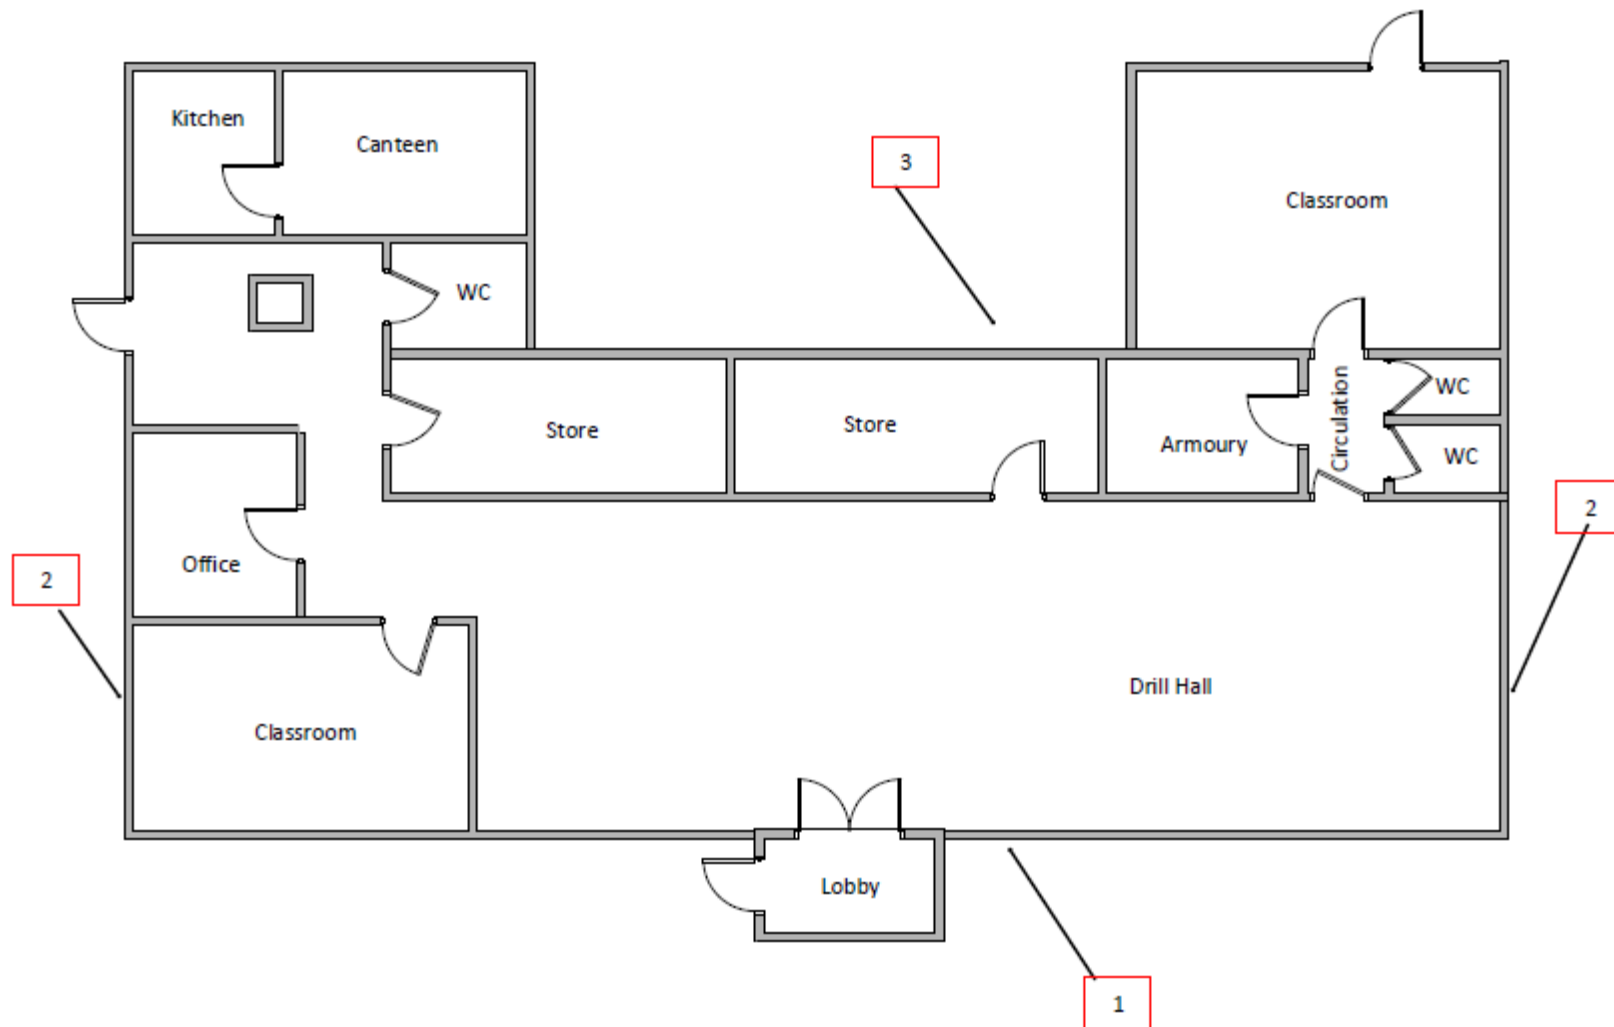 Kitchen
Canteen
3
Classroom
WC
Store
Store
Armoury
Circulation
WC
WC
2
Office
2
Classroom
Drill Hall
Lobby
1